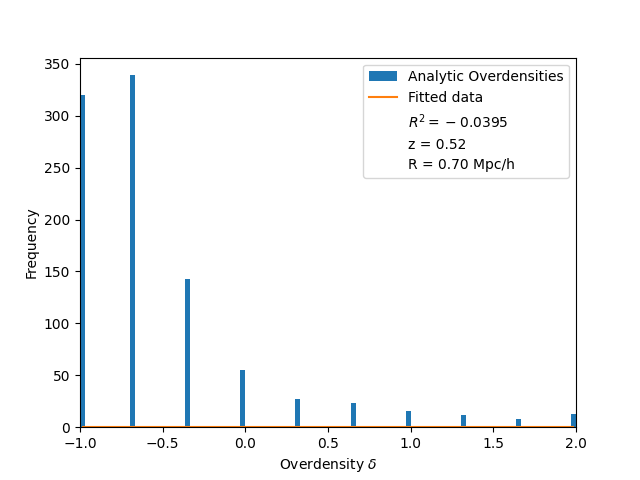 350
300
250
200
150
100
50
0
Frequency
Analytic Overdensities
Fitted data
R² = −0.0395
z = 0.52
R = 0.70 Mpc/h
−1.0 −0.5 0.0 0.5 1.0 1.5 2.0
Overdensity δ